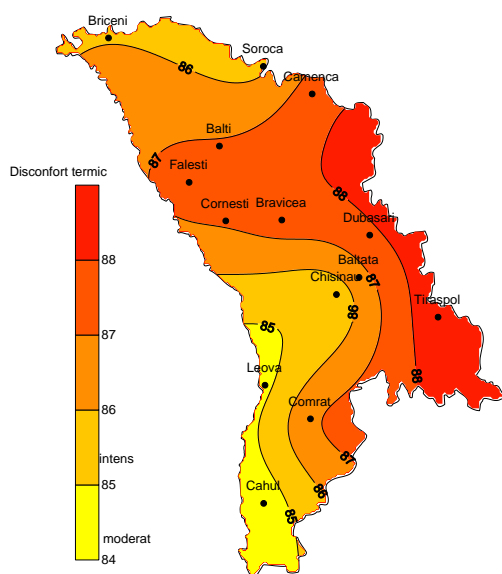 Briceni
Soroca
86
Camenca
Balti
87
Disconfort termic
Falesti
88
Cornesti
Bravicea
Dubasari
88
Baltata
87
Chisinau
86
Tiraspol
85
87
Leova
88
86
Comrat
87
intens
85
86
Cahul
85
moderat
84